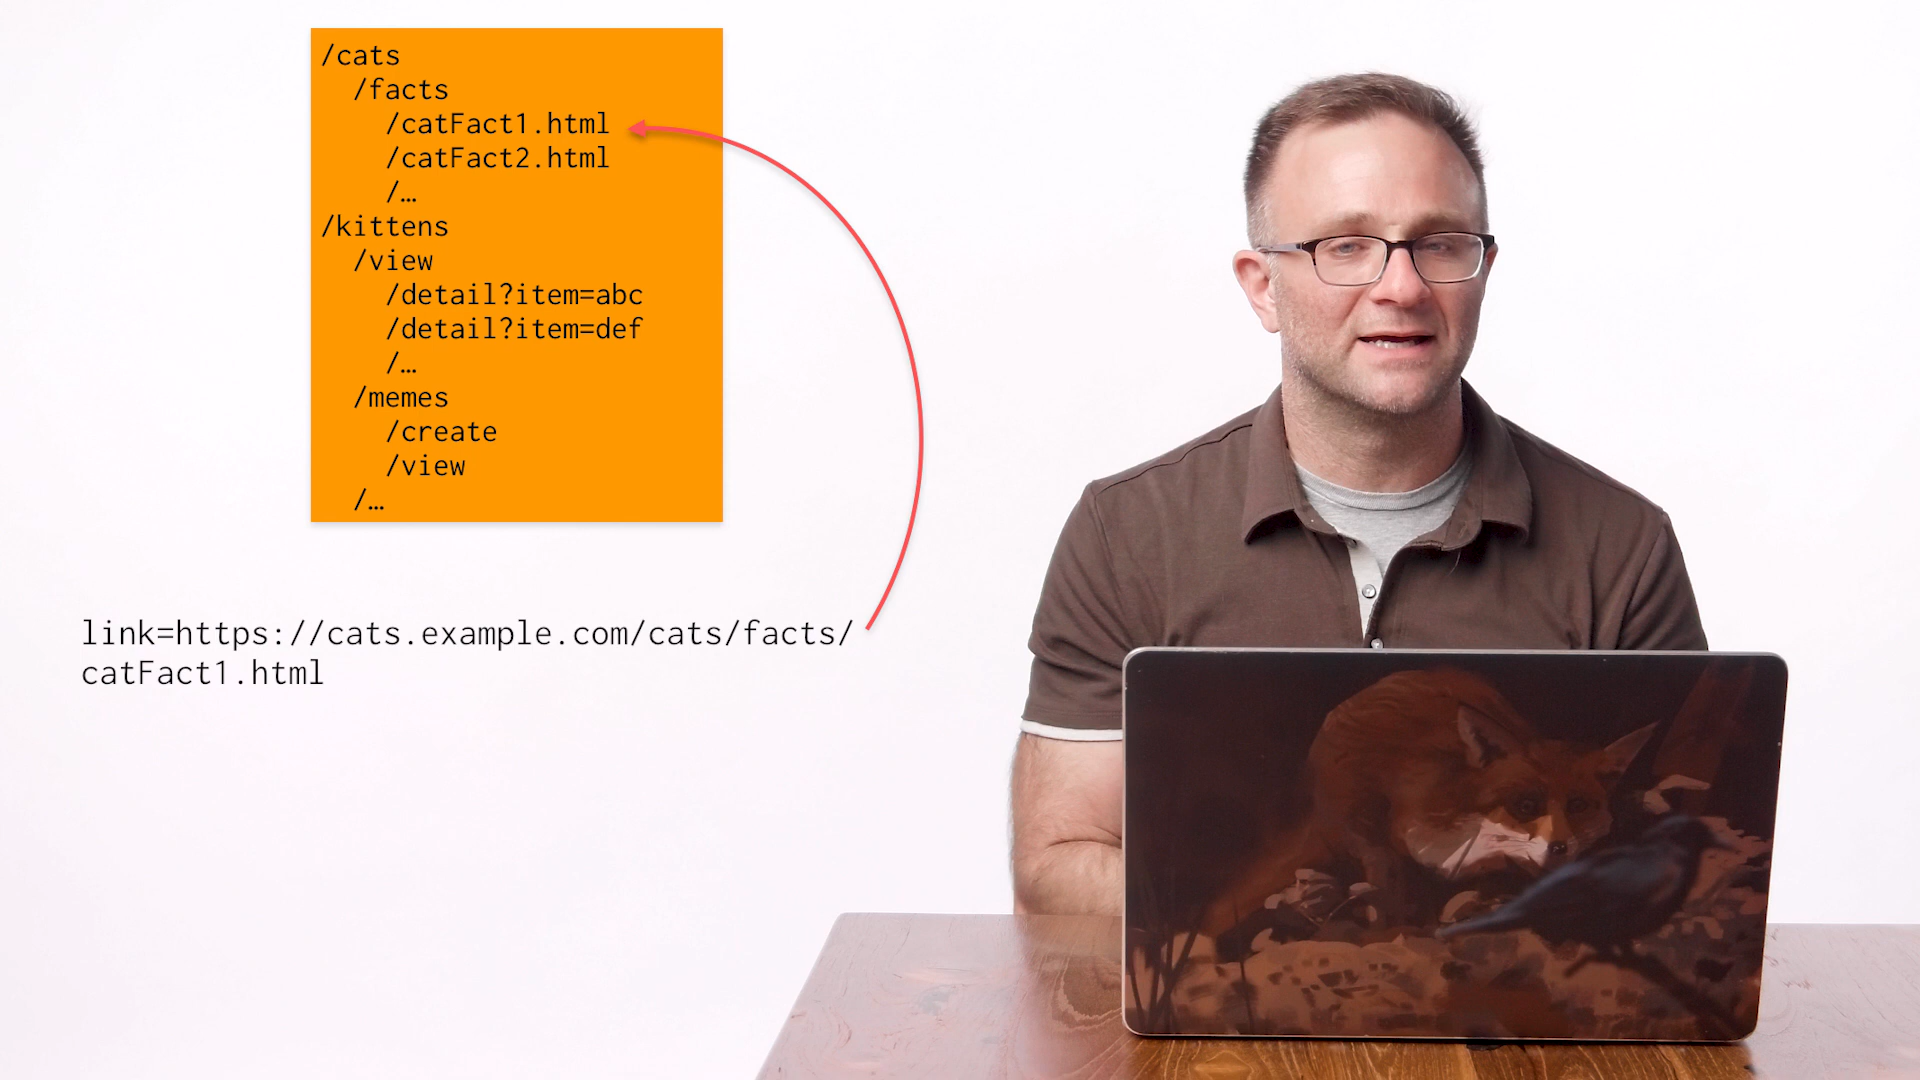 /cats
/facts
/catFact1.html
/catFact2.html
/…
/kittens
/view
/detail?item=abc
/detail?item=def
/…
/memes
/create
/view
/…
link=https://cats.example.com/cats/facts/
catFact1.html